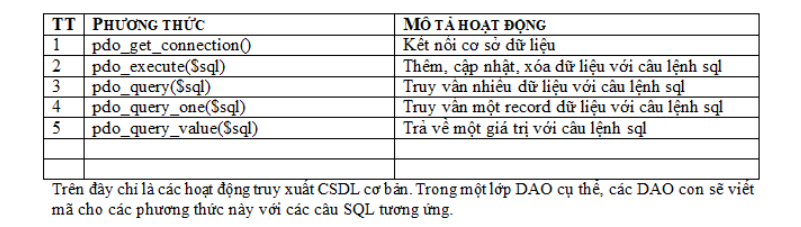 TT PHƯƠNG THỨC MÔ TẢ HOẠT ĐỘNG
1 pdo_get_connection() Kết nối cơ sở dữ liệu
2 pdo_execute($sql) Thêm, cập nhật, xóa dữ liệu với câu lệnh sql
3 pdo_query($sql) Truy vấn nhiều dữ liệu với câu lệnh sql
4 pdo_query_one($sql) Truy vấn một record dữ liệu với câu lệnh sql
5 pdo_query_value($sql) Trả về một giá trị với câu lệnh sql
Trên đây chỉ là các hoạt động truy xuất CSDL cơ bản. Trong một lớp DAO cụ thể, các DAO con sẽ viết
mã cho các phương thức này với các câu SQL tương ứng.